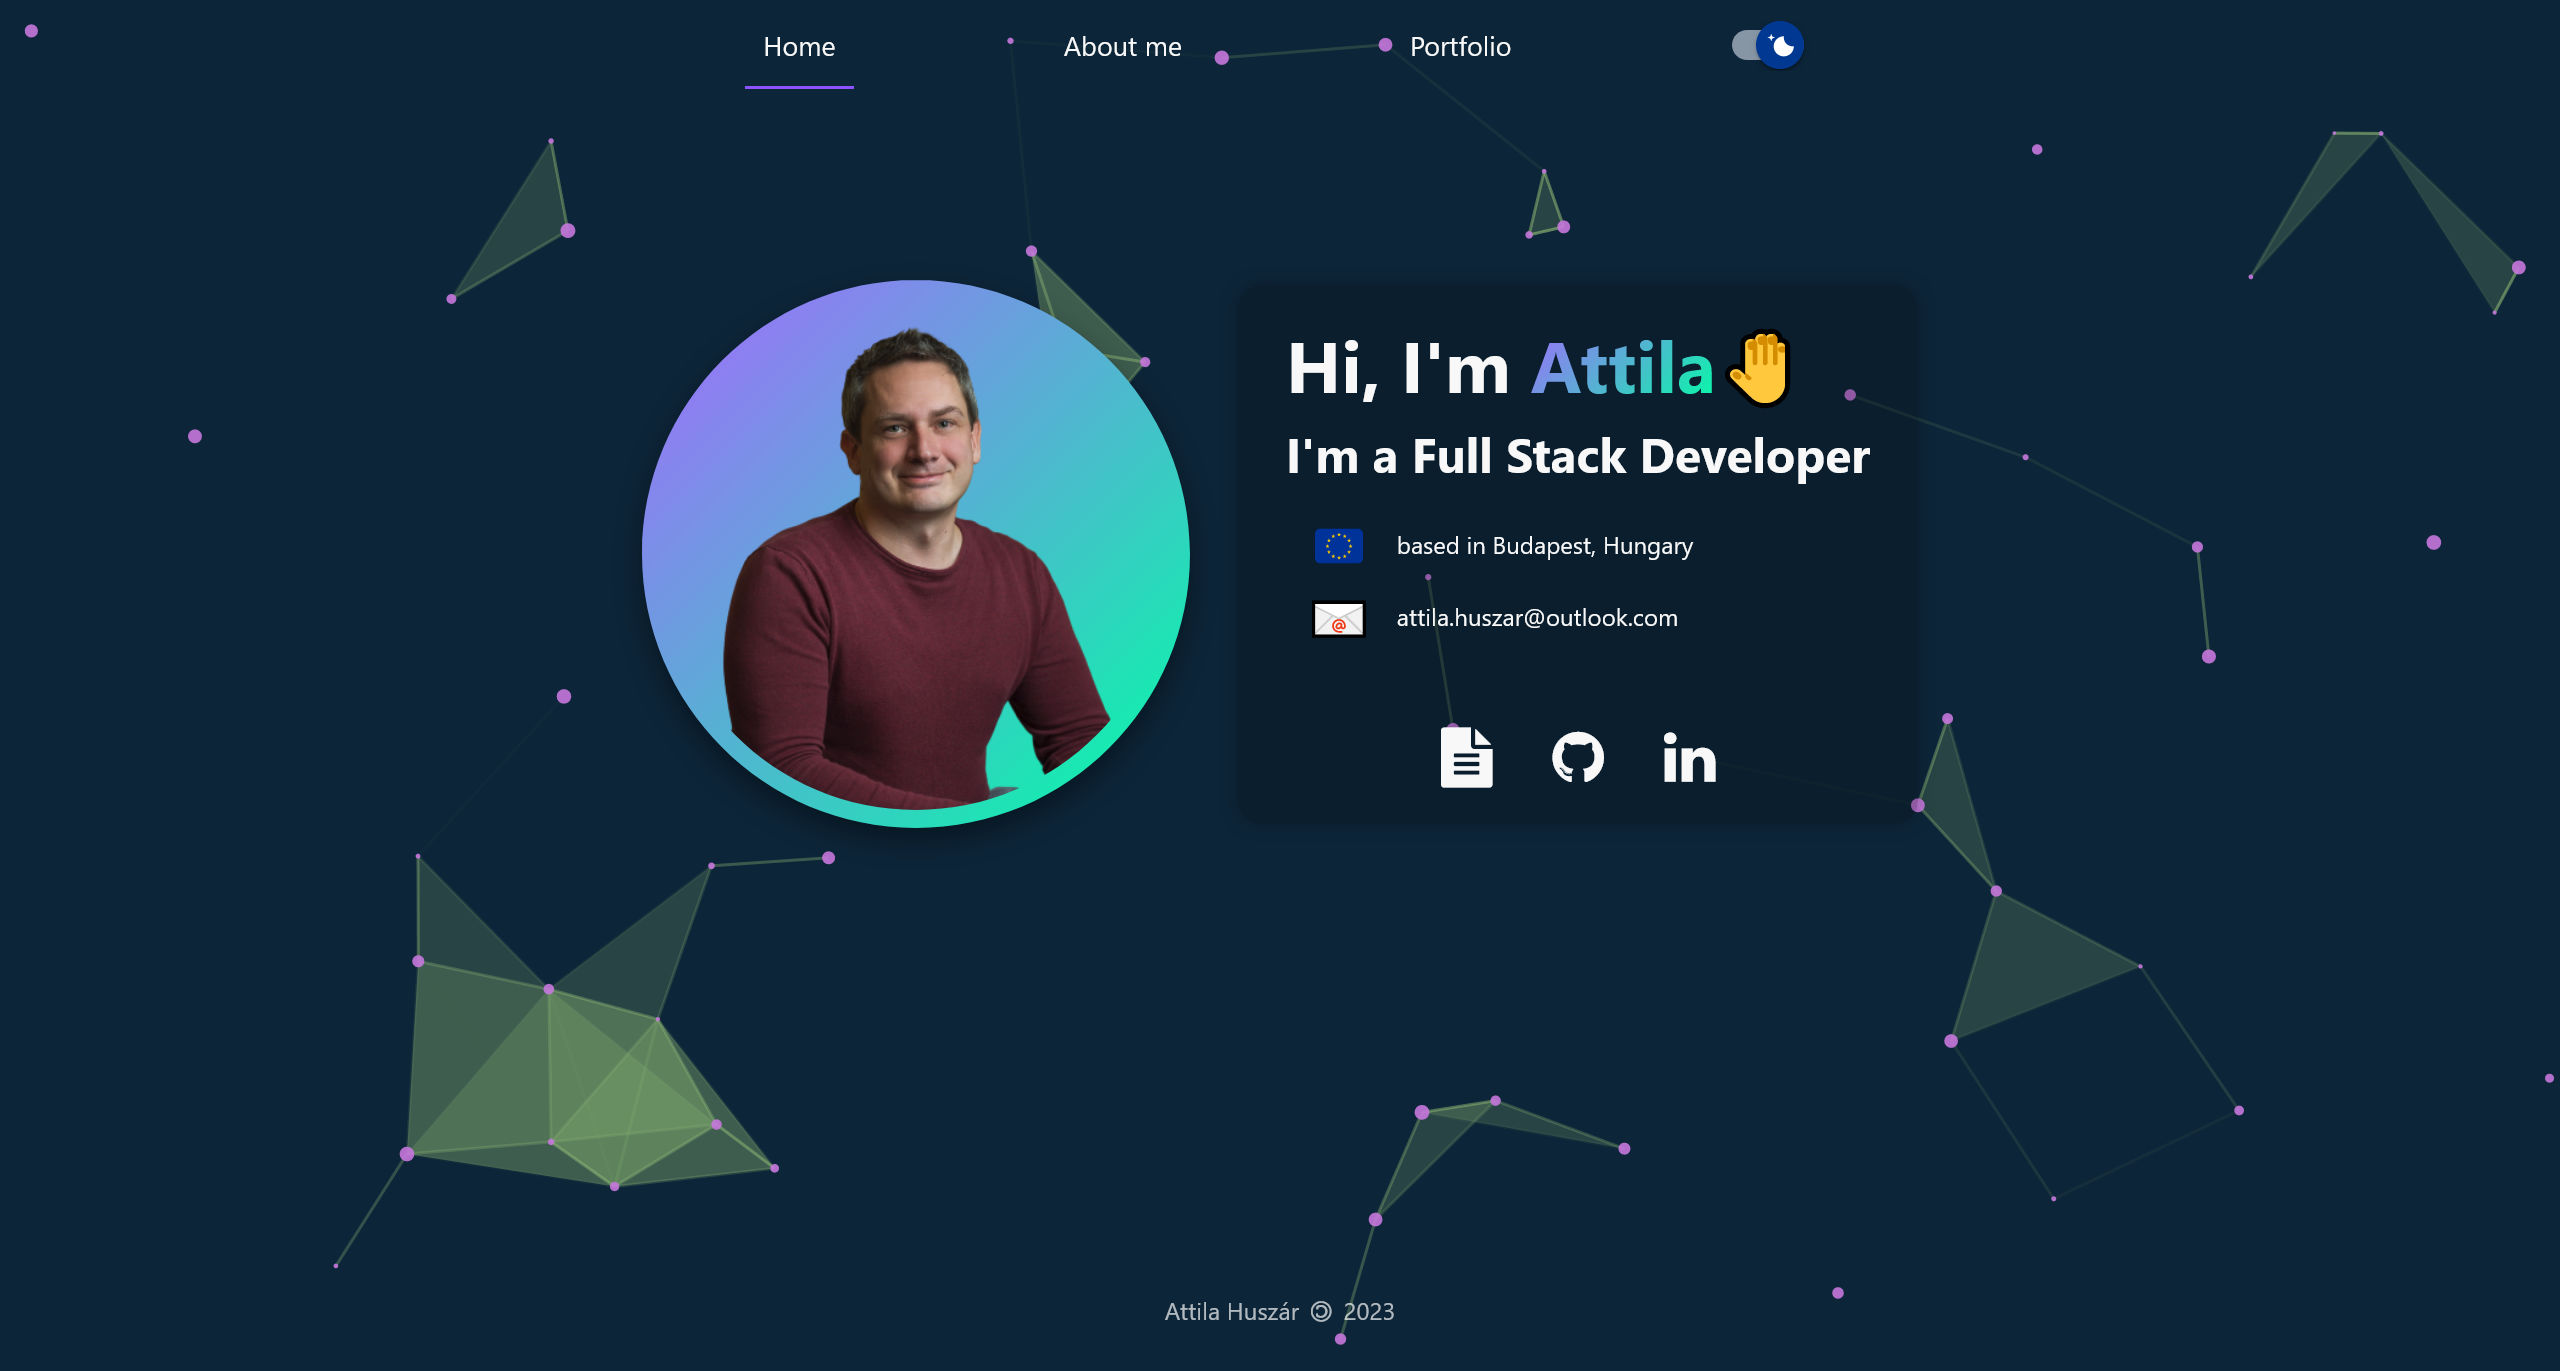 Home
About me
Portfolio
Hi, I'm Attila🤚
I'm a Full Stack Developer
based in Budapest, Hungary
attila.huszar@outlook.com
in
Attila Huszár 🄯 2023